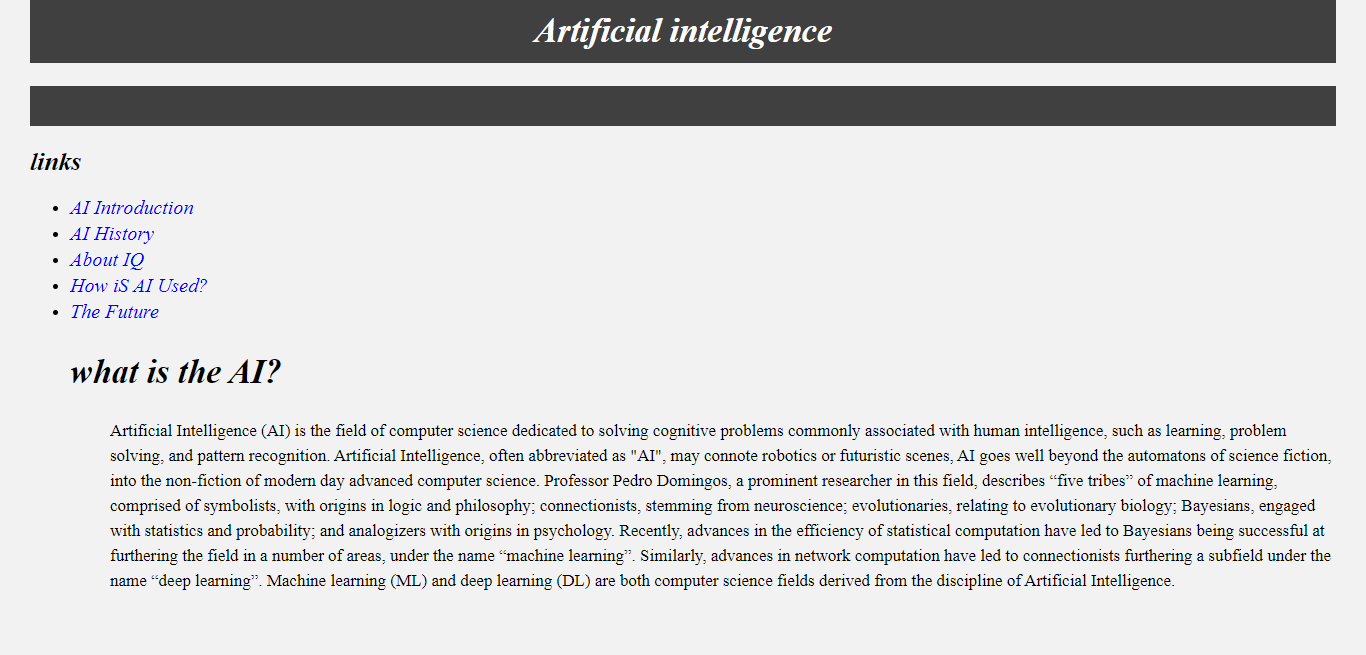 Artificial intelligence
links
AI Introduction
AI History
About IQ
How iS AI Used?
The Future
what is the AI?
Artificial Intelligence (AI) is the field of computer science dedicated to solving cognitive problems commonly associated with human intelligence, such as learning, problem
solving, and pattern recognition. Artificial Intelligence, often abbreviated as "AI", may connote robotics or futuristic scenes, AI goes well beyond the automatons of science fiction,
into the non-fiction of modern day advanced computer science. Professor Pedro Domingos, a prominent researcher in this field, describes “five tribes” of machine learning,
comprised of symbolists, with origins in logic and philosophy; connectionists, stemming from neuroscience; evolutionaries, relating to evolutionary biology; Bayesians, engaged
with statistics and probability; and analogizers with origins in psychology. Recently, advances in the efficiency of statistical computation have led to Bayesians being successful at
furthering the field in a number of areas, under the name “machine learning”. Similarly, advances in network computation have led to connectionists furthering a subfield under the
name “deep learning”. Machine learning (ML) and deep learning (DL) are both computer science fields derived from the discipline of Artificial Intelligence.